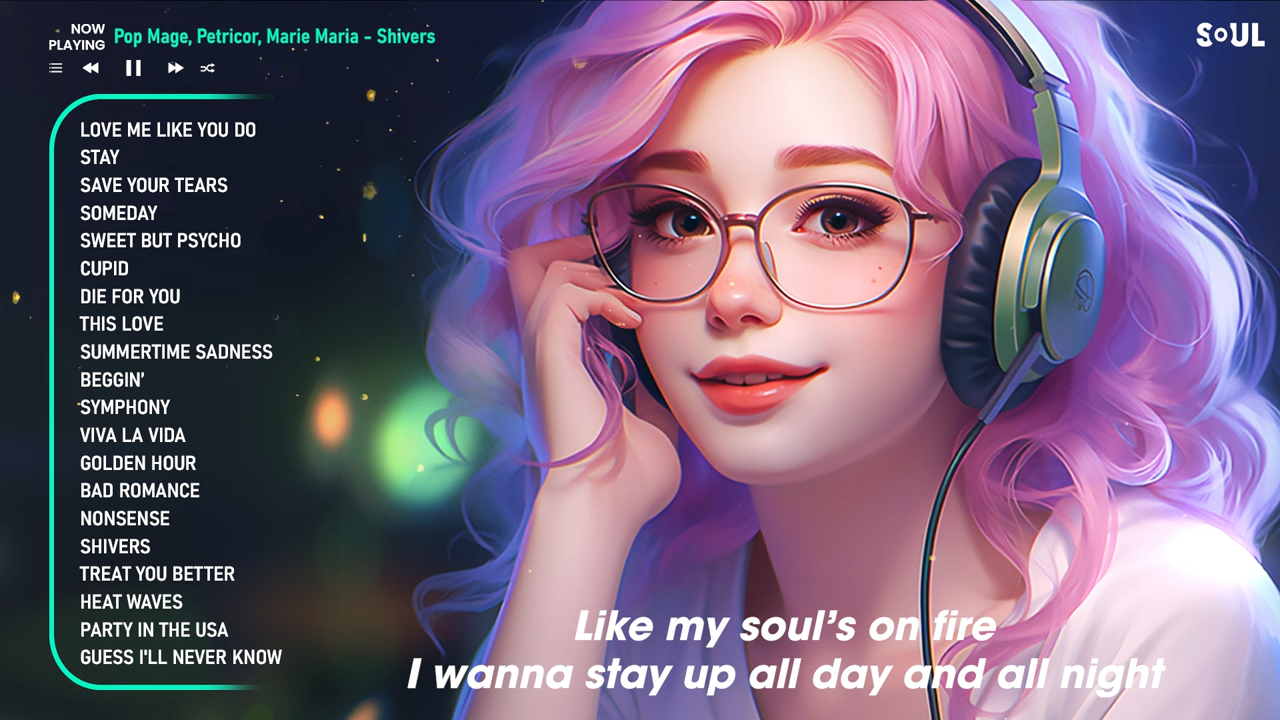 NOW
PLAYING
Pop Mage, Petricor, Marie Maria - Shivers
SOUL
LOVE ME LIKE YOU DO
STAY
SAVE YOUR TEARS
SOMEDAY
SWEET BUT PSYCHO
CUPID
DIE FOR YOU
THIS LOVE
SUMMERTIME SADNESS
BEGGIN'
SYMPHONY
VIVA LA VIDA
GOLDEN HOUR
BAD ROMANCE
NONSENSE
SHIVERS
TREAT YOU BETTER
HEAT WAVES
PARTY IN THE USA
GUESS I'LL NEVER KNOW
Like my soul's on fire
I wanna stay up all day and all night